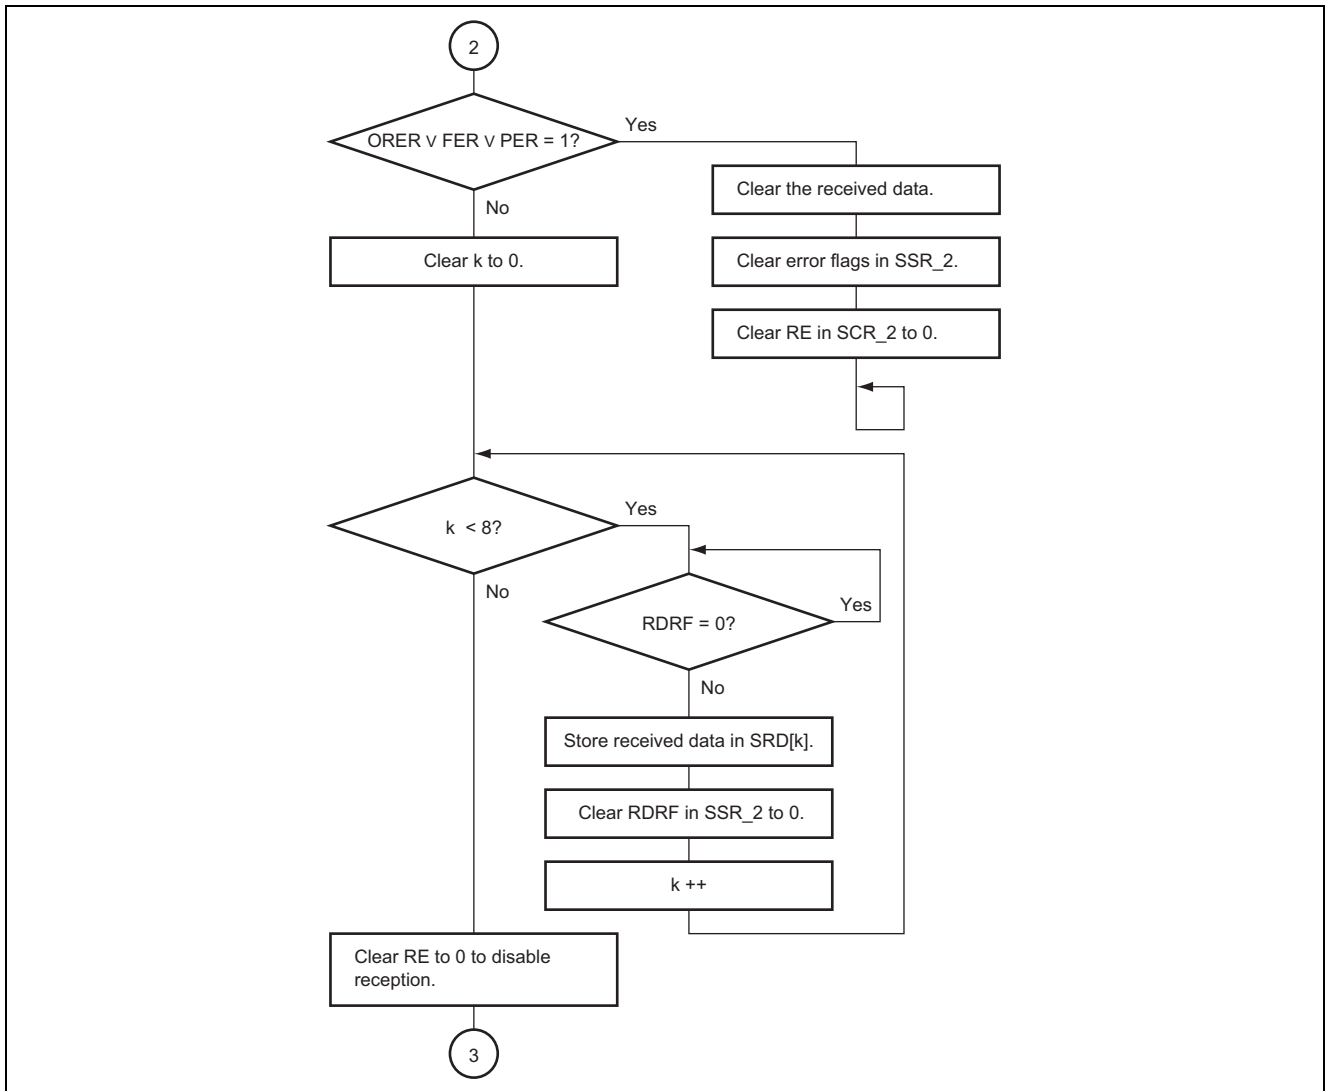 2
ORER ∨ FER ∨ PER = 1?
Yes
No
Clear the received data.
Clear k to 0.
Clear error flags in SSR_2.
Clear RE in SCR_2 to 0.
k < 8?
Yes
No
RDRF = 0?
Yes
No
Store received data in SRD[k].
Clear RDRF in SSR_2 to 0.
k ++
Clear RE to 0 to disable
reception.
3